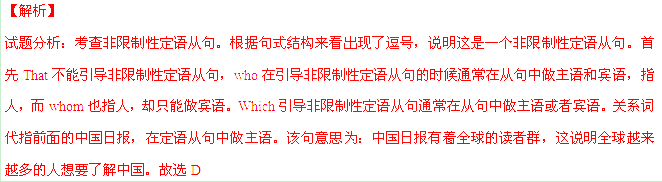 【解析】
试题分析：考查非限制性定语从句。根据句式结构来看出现了逗号，说明这是一个非限制性定语从句。首
先 That 不能引导非限制性定语从句，who 在引导非限制性定语从句的时候通常在从句中做主语和宾语，指
人，而 whom 也指人，却只能做宾语。Which 引导非限制性定语从句通常在从句中做主语或者宾语。关系词
代指前面的中国日报，在定语从句中做主语。该句意思为：中国日报有着全球的读者群，这说明全球越来
越多的人想要了解中国。故选 D